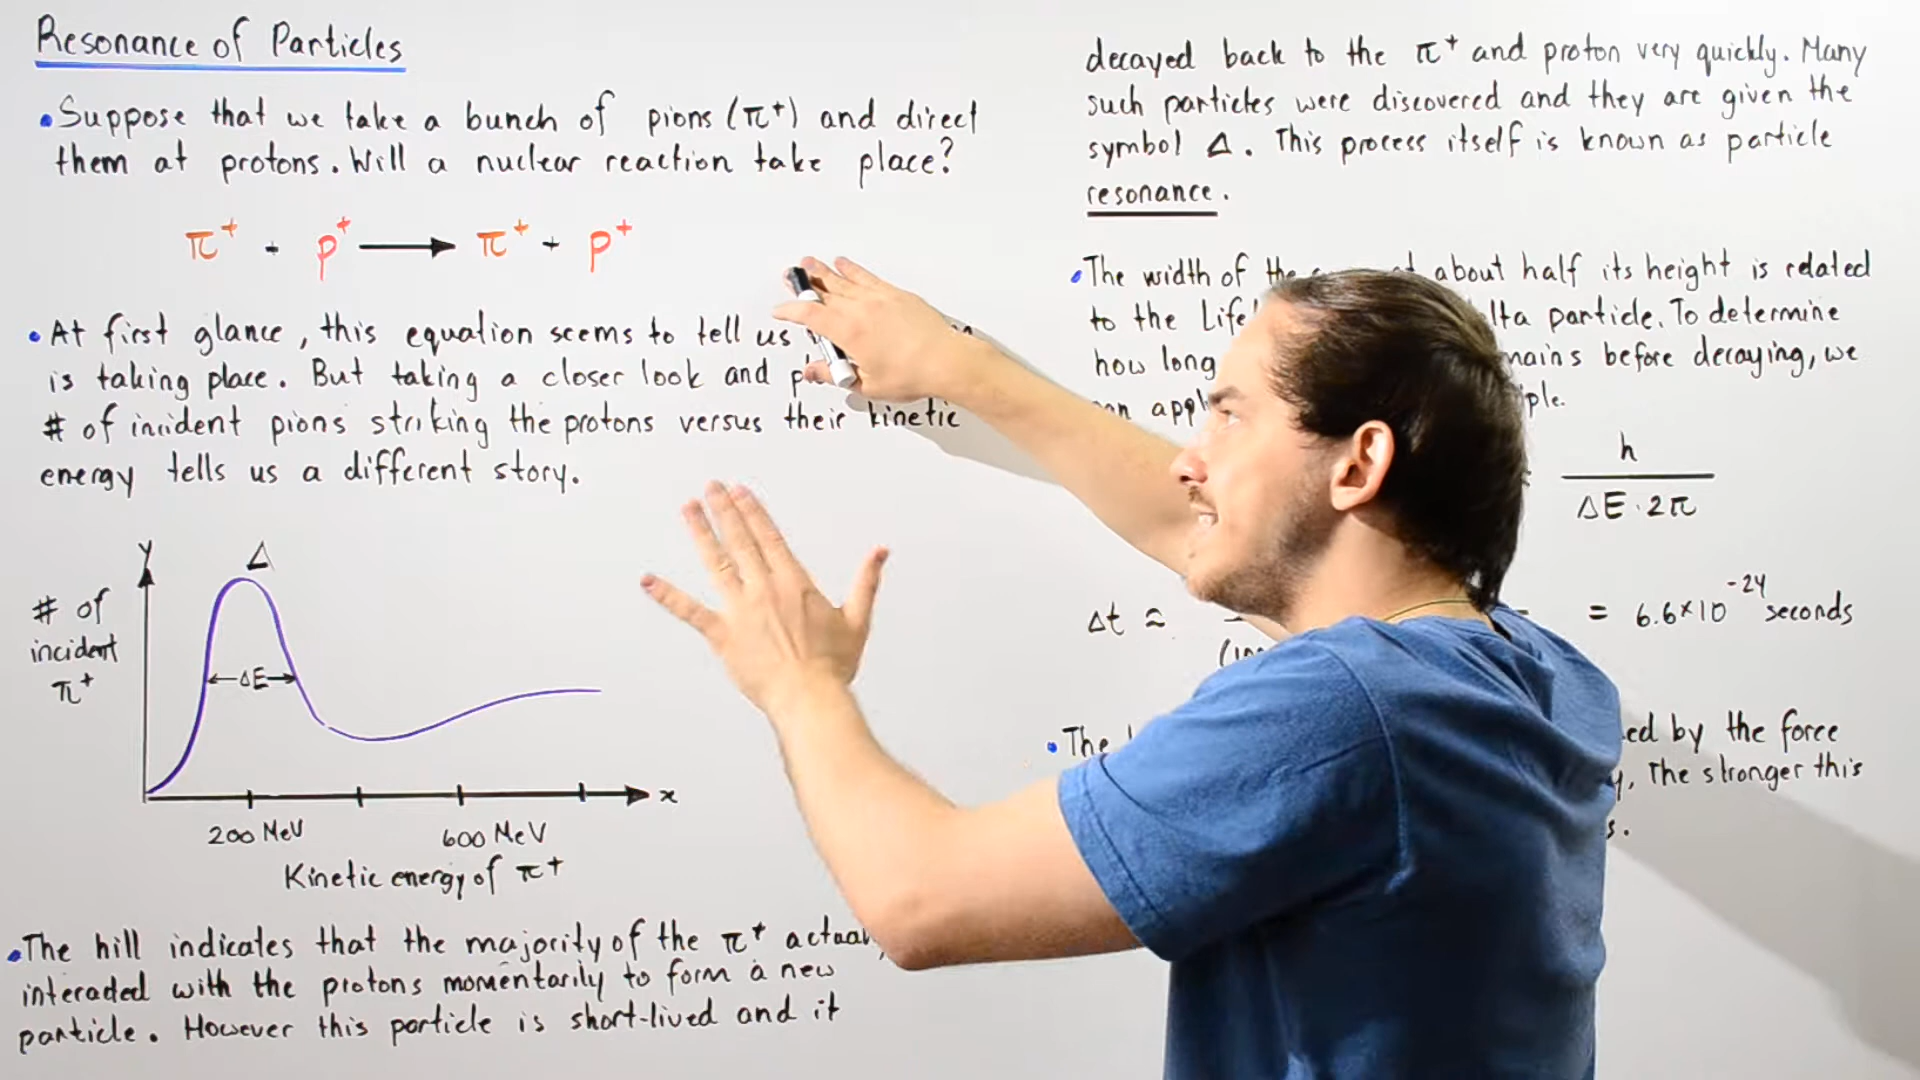 Resonance of Particles
•Suppose that we take a bunch of pions (π⁺) and direct
them at protons. Will a nuclear reaction take place?
π⁺ + p⁺ → π⁺ + p⁺
•At first glance, this equation seems to tell us
is taking place. But taking a closer look and
# of incident pions striking the protons versus their kinetic
energy tells us a different story.
y
Δ
# of
incident
π⁺
←ΔE→
x
200 MeV
600 MeV
Kinetic energy of π⁺
•The hill indicates that the majority of the π⁺
interacted with the protons momentarily to form a new
particle. However this particle is short-lived and it
decayed back to the π⁺ and proton very quickly. Many
such particles were discovered and they are given the
symbol Δ. This process itself is known as particle
resonance.
•The width of the about half its height is related
to the particle. To determine
how long before decaying, we
h
ΔE·2π
Δt ≈ = 6.6×10⁻²⁴ seconds
•The by the force
The stronger this